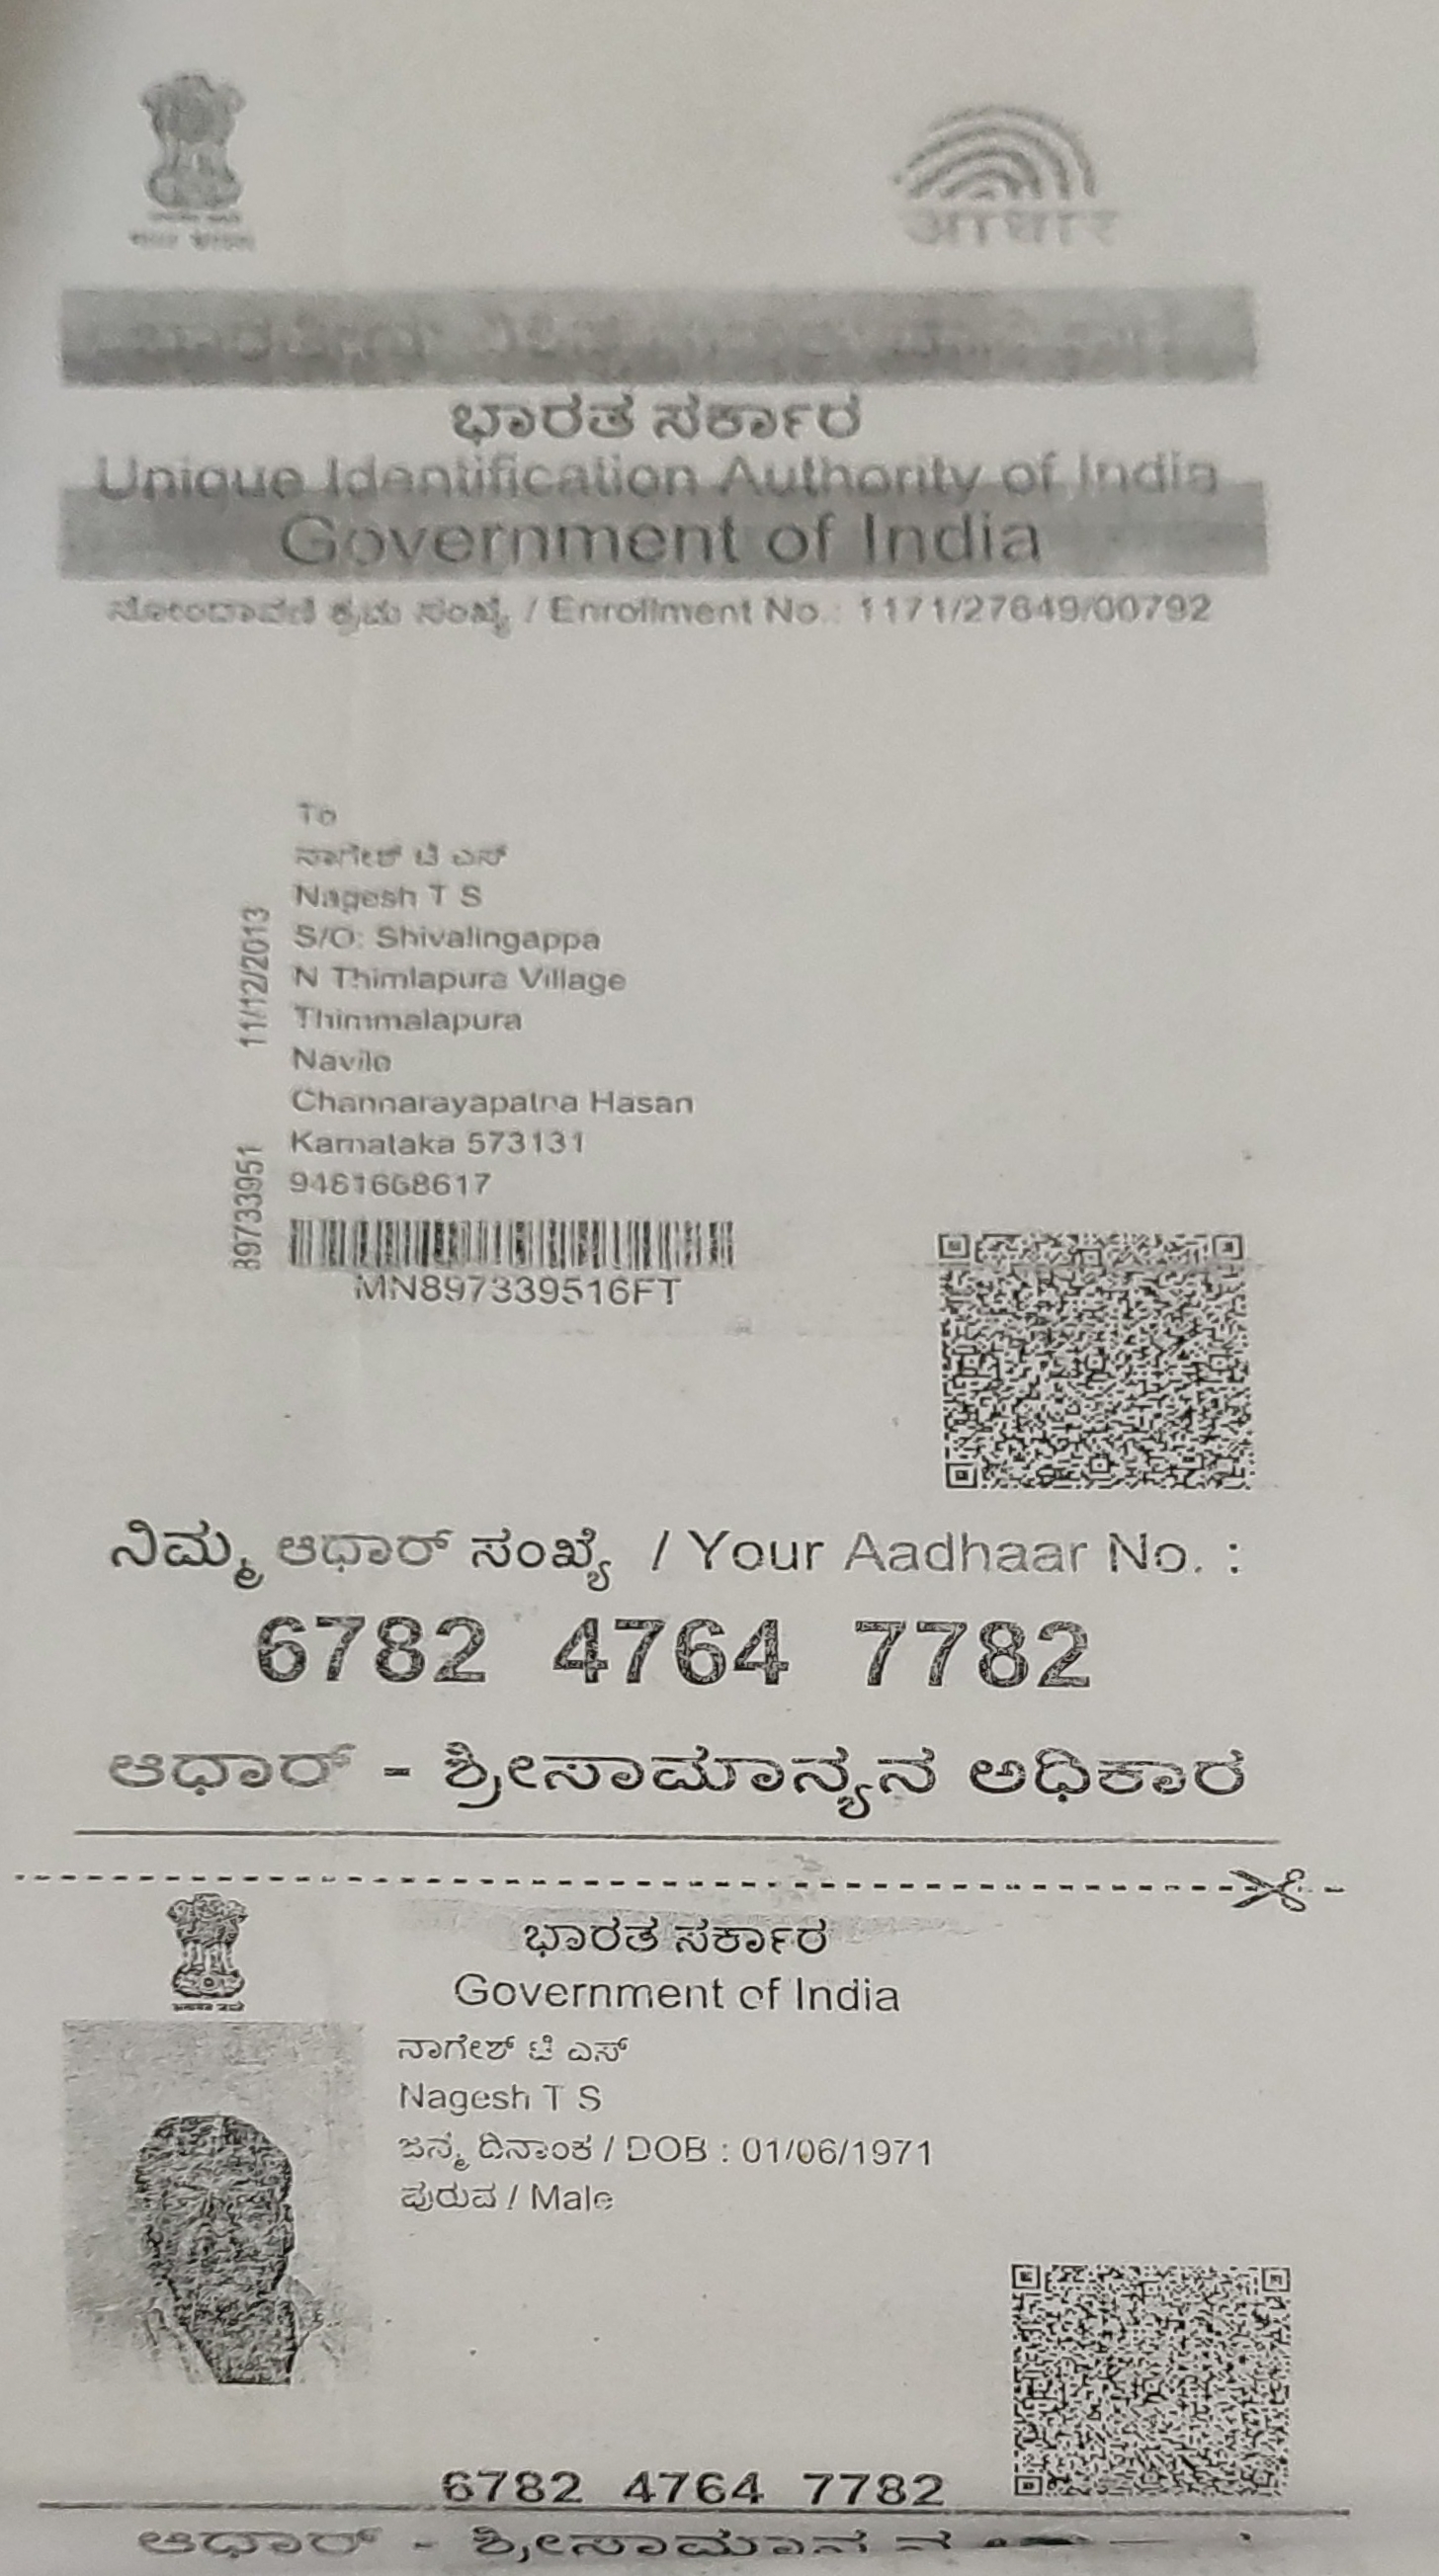 ಭಾರತ ಸರ್ಕಾರ
Unique Identification Authority of India
Government of India
ಕ್ರಮ ಸಂಖ್ಯೆ / Enrollment No.: 1171/27649/00792
To
ನಾಗೇಶ್ ಟಿ ಎಸ್
Nagesh T S
S/O: Shivalingappa
N Thimlapura Village
Thimmalapura
Navile
Channarayapatna Hasan
Karnataka 573131
11/12/2013
89733951
MN897339516FT
ನಿಮ್ಮ ಆಧಾರ್ ಸಂಖ್ಯೆ / Your Aadhaar No. :
6782 4764 7782
ಆಧಾರ್ - ಶ್ರೀಸಾಮಾನ್ಯನ ಅಧಿಕಾರ
ಭಾರತ ಸರ್ಕಾರ
Government of India
ನಾಗೇಶ್ ಟಿ ಎಸ್
Nagesh T S
ಜನ್ಮ ದಿನಾಂಕ / DOB : 01/06/1971
ಪುರುಷ / Male
6782 4764 7782
ಆಧಾರ್ - ಶ್ರೀಸಾಮಾನ್ಯನ